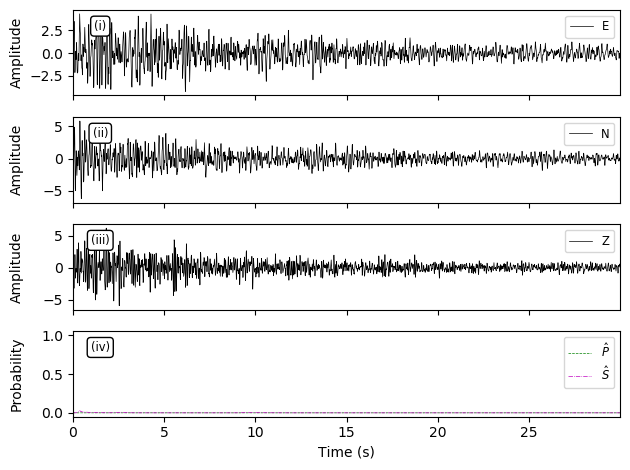 (i)
E
Amplitude
2.5
0.0
−2.5
(ii)
N
Amplitude
5
0
−5
(iii)
Z
Amplitude
5
0
−5
(iv)
P̂
Ŝ
Probability
1.0
0.5
0.0
0 5 10 15 20 25
Time (s)